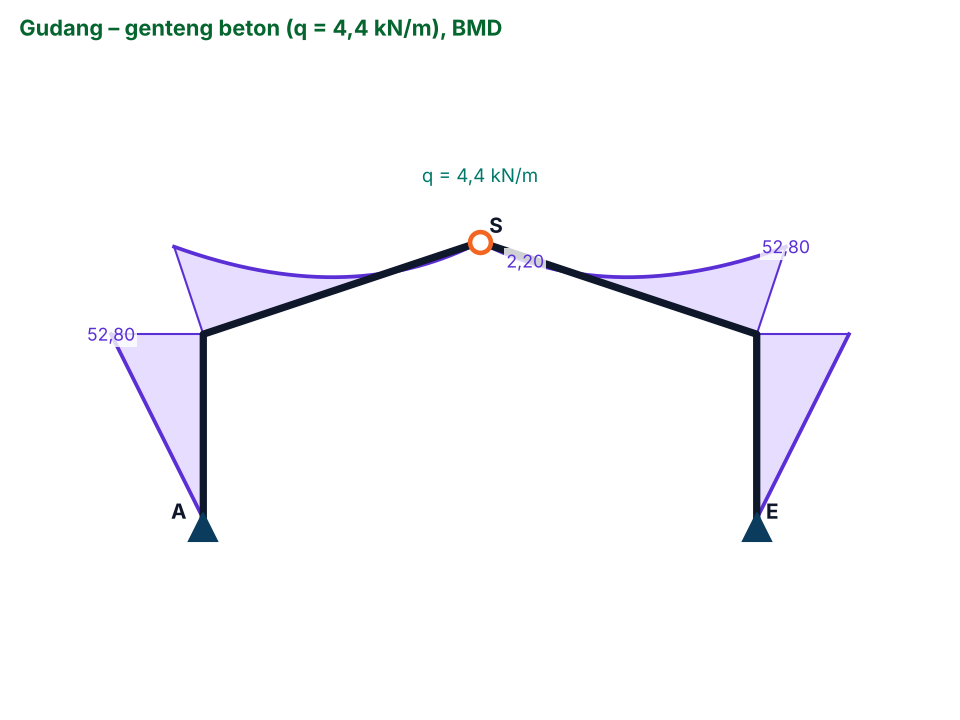 Gudang – genteng beton (q = 4,4 kN/m), BMD
q = 4,4 kN/m
S
2,20
52,80
52,80
A
E